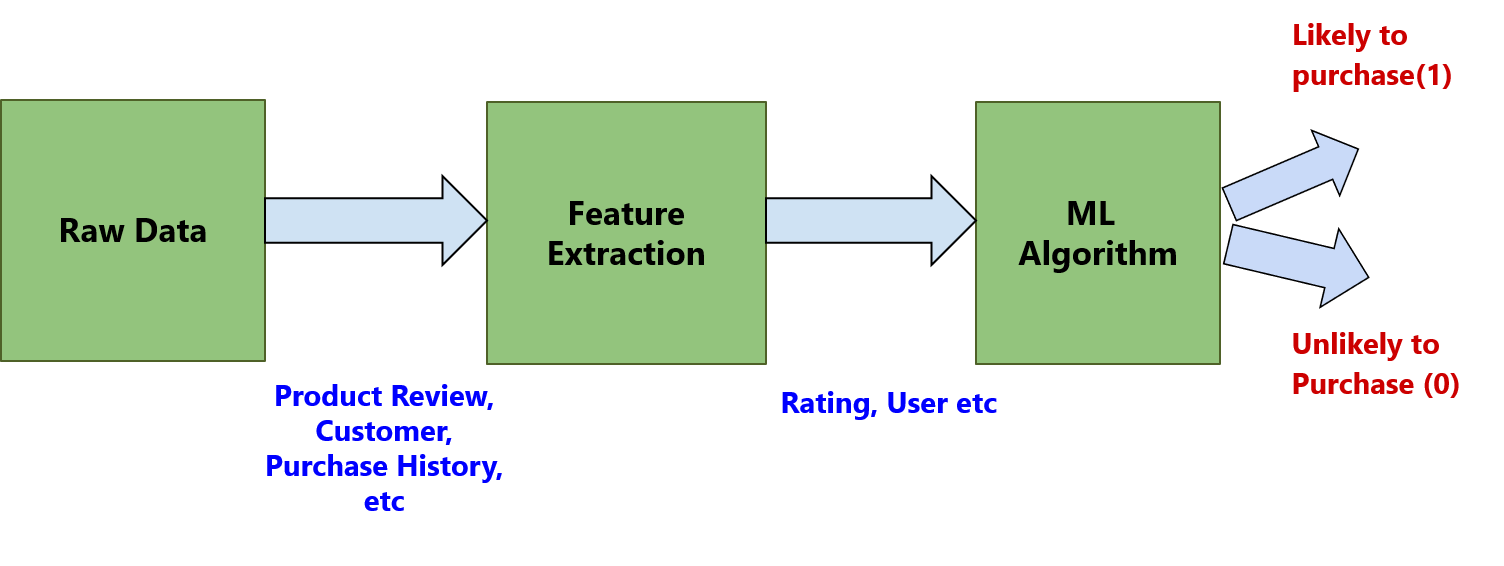 Likely to
purchase(1)
Raw Data
Feature
Extraction
ML
Algorithm
Unlikely to
Purchase (0)
Product Review,
Customer,
Purchase History,
etc
Rating, User etc